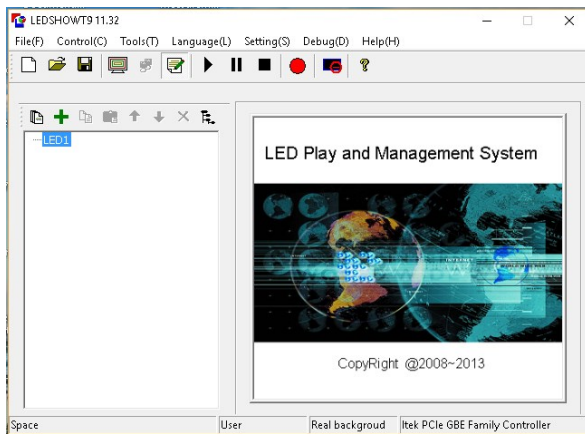 LEDSHOWT9 11.32
File(F) Control(C) Tools(T) Language(L) Setting(S) Debug(D) Help(H)
LED1
LED Play and Management System
CopyRight @2008~2013
Space User Real backgroud Itek PCIe GBE Family Controller